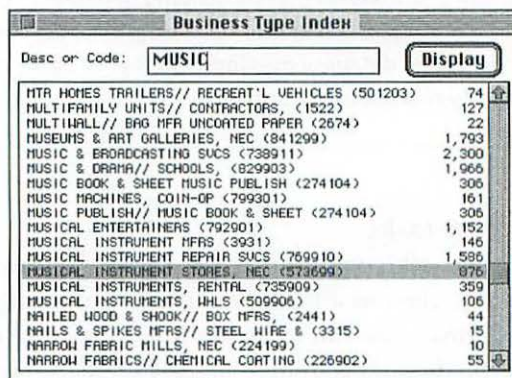 Business Type Index
Desc or Code: MUSIC Display
MTR HOMES TRAILERS// RECREAT'L VEHICLES (501203) 74
MULTIFAMILY UNITS// CONTRACTORS, (1522) 127
MULTIWALL// BAG MFR UNCOATED PAPER (2674) 22
MUSEUMS & ART GALLERIES, NEC (841299) 1,793
MUSIC & BROADCASTING SVCS (738911) 2,300
MUSIC & DRAMA// SCHOOLS, (829903) 1,966
MUSIC BOOK & SHEET MUSIC PUBLISH (274104) 306
MUSIC MACHINES, COIN-OP (799301) 161
MUSIC PUBLISH// MUSIC BOOK & SHEET (274104) 306
MUSICAL ENTERTAINERS (792901) 1,152
MUSICAL INSTRUMENT MFRS (3931) 146
MUSICAL INSTRUMENT REPAIR SVCS (769910) 1,586
MUSICAL INSTRUMENT STORES, NEC (573699) 876
MUSICAL INSTRUMENTS, RENTAL (735909) 359
MUSICAL INSTRUMENTS, WHLS (509906) 106
NAILED WOOD & SHOOK// BOX MFRS, (2441) 44
NAILS & SPIKES MFRS// STEEL WIRE & (3315) 15
NARROW FABRIC MILLS, NEC (224199) 10
NARROW FABRICS// CHEMICAL COATING (226902) 55